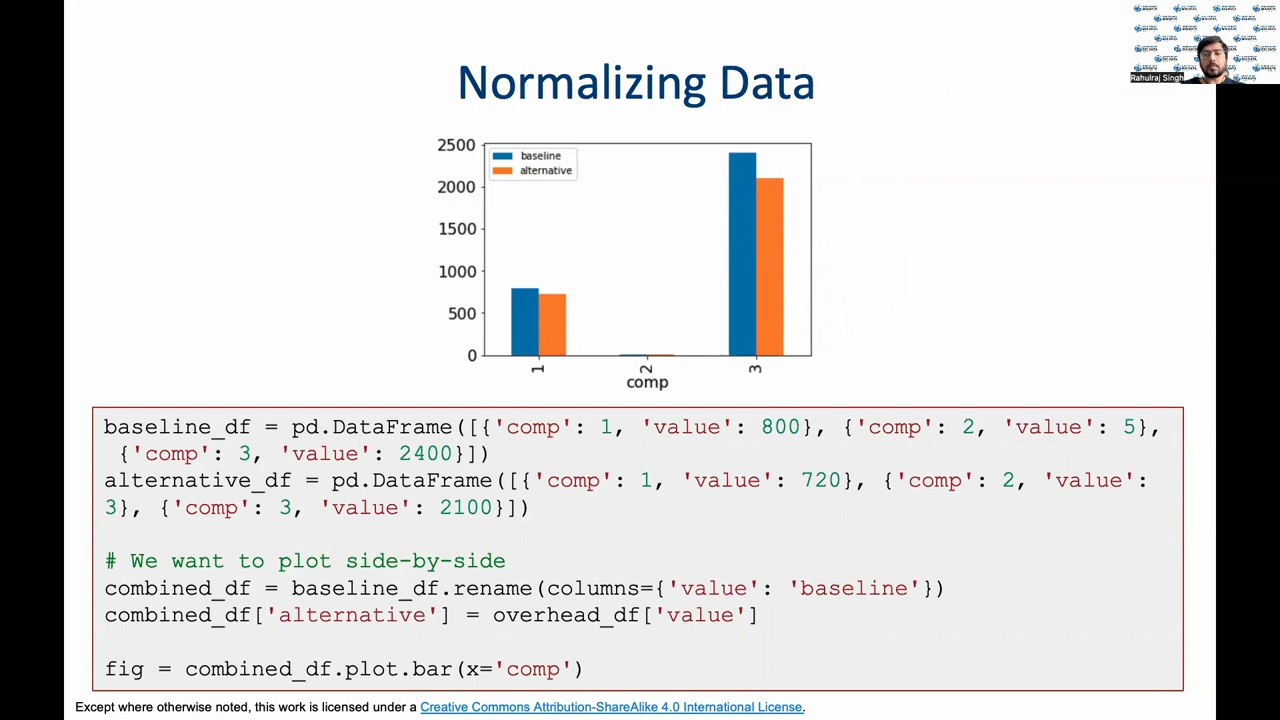 Rahulraj Singh
Normalizing Data
2500
2000
1500
1000
500
0
baseline
alternative
1
2
3
comp
baseline_df = pd.DataFrame([{'comp': 1, 'value': 800}, {'comp': 2, 'value': 5},
{'comp': 3, 'value': 2400}])
alternative_df = pd.DataFrame([{'comp': 1, 'value': 720}, {'comp': 2, 'value':
3}, {'comp': 3, 'value': 2100}])
# We want to plot side-by-side
combined_df = baseline_df.rename(columns={'value': 'baseline'})
combined_df['alternative'] = overhead_df['value']
fig = combined_df.plot.bar(x='comp')
Except where otherwise noted, this work is licensed under a Creative Commons Attribution-ShareAlike 4.0 International License.